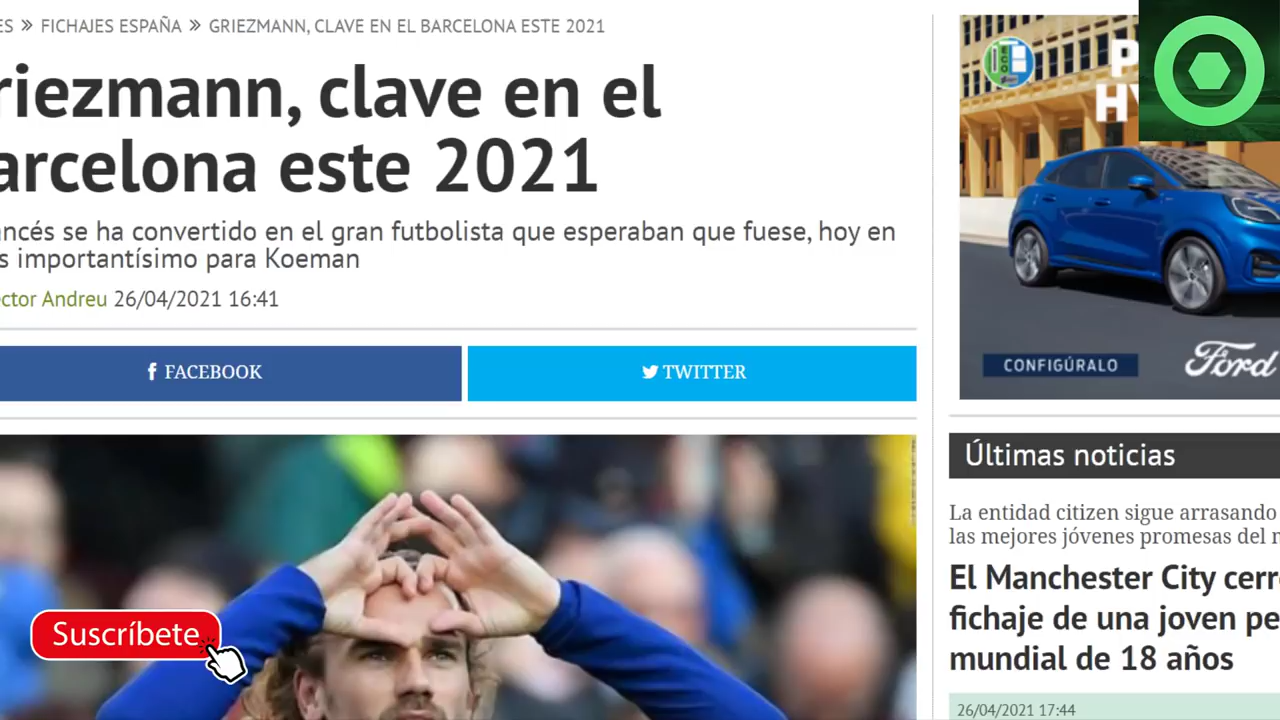 ES » FICHAJES ESPAÑA » GRIEZMANN, CLAVE EN EL BARCELONA ESTE 2021
riezmann, clave en el
arcelona este 2021
ancés se ha convertido en el gran futbolista que esperaban que fuese, hoy en
s importantísimo para Koeman
ctor Andreu 26/04/2021 16:41
FACEBOOK
TWITTER
Suscríbete
CONFIGÚRALO
Ford
Últimas noticias
La entidad citizen sigue arrasando
las mejores jóvenes promesas del
El Manchester City cerr
fichaje de una joven pe
mundial de 18 años
26/04/2021 17:44